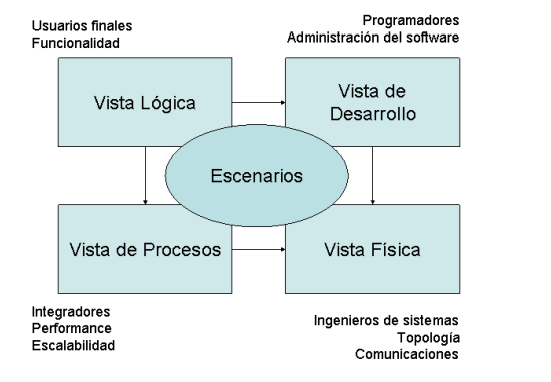 Usuarios finales
Funcionalidad
Programadores
Administración del software
Vista Lógica
Vista de
Desarrollo
Escenarios
Vista de Procesos
Vista Física
Integradores
Performance
Escalabilidad
Ingenieros de sistemas
Topología
Comunicaciones